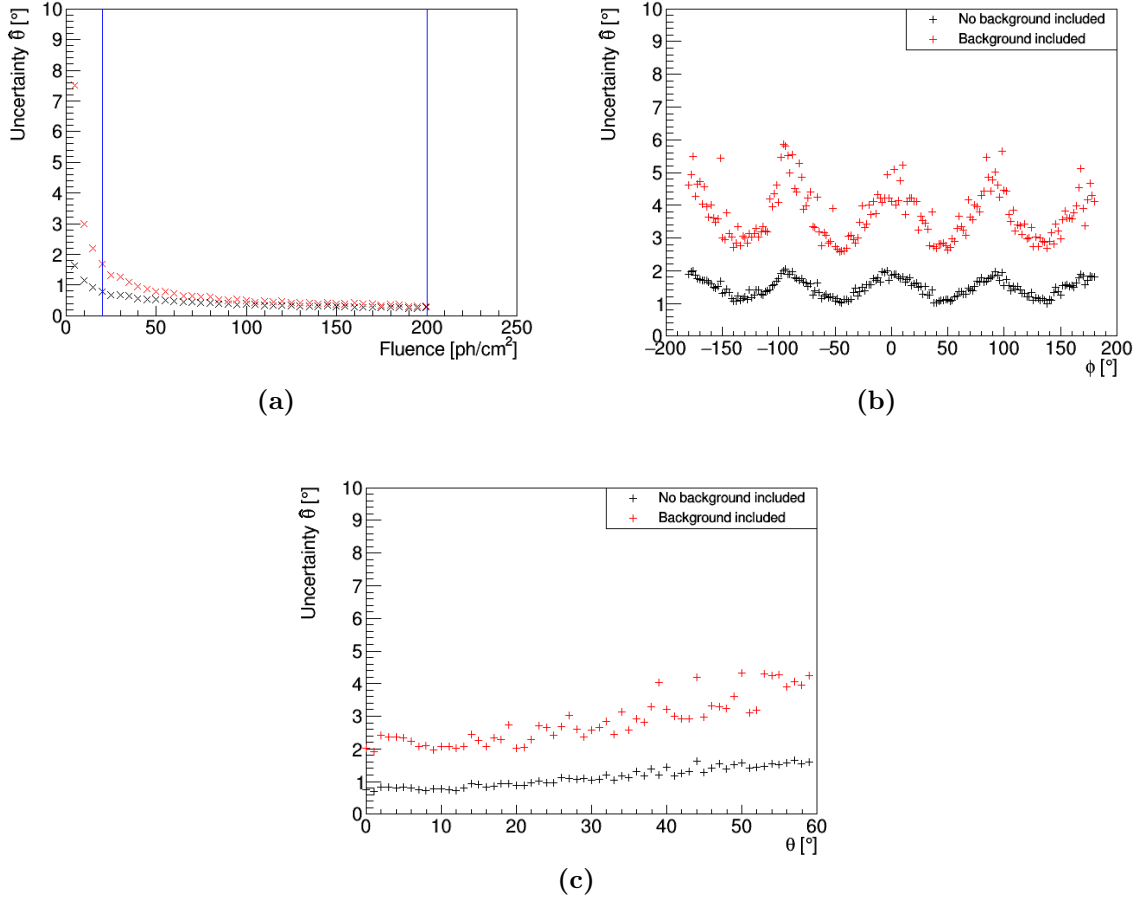 Uncertainty θ̂ [°]
10
9
8
7
6
5
4
3
2
1
0
0 50 100 150 200 250
Fluence [ph/cm²]
(a)
Uncertainty θ̂ [°]
No background included
Background included
10
9
8
7
6
5
4
3
2
1
0
−200 −150 −100 −50 0 50 100 150 200
ϕ [°]
(b)
Uncertainty θ̂ [°]
No background included
Background included
10
9
8
7
6
5
4
3
2
1
0
0 10 20 30 40 50 60
θ [°]
(c)